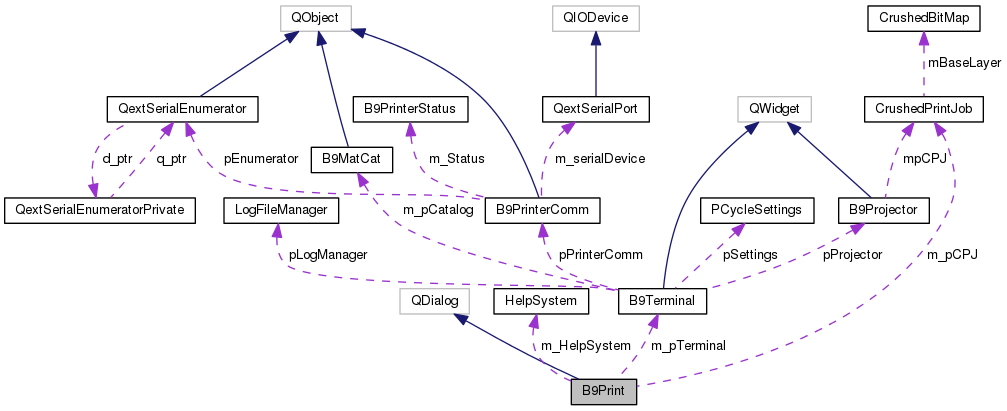 QObject
QIODevice
CrushedBitMap
mBaseLayer
QextSerialEnumerator
B9PrinterStatus
QextSerialPort
QWidget
CrushedPrintJob
d_ptr
q_ptr
pEnumerator
B9MatCat
m_Status
m_serialDevice
mpCPJ
QextSerialEnumeratorPrivate
LogFileManager
m_pCatalog
B9PrinterComm
PCycleSettings
B9Projector
pLogManager
pPrinterComm
pSettings
pProjector
m_pCPJ
QDialog
HelpSystem
B9Terminal
m_HelpSystem
m_pTerminal
B9Print